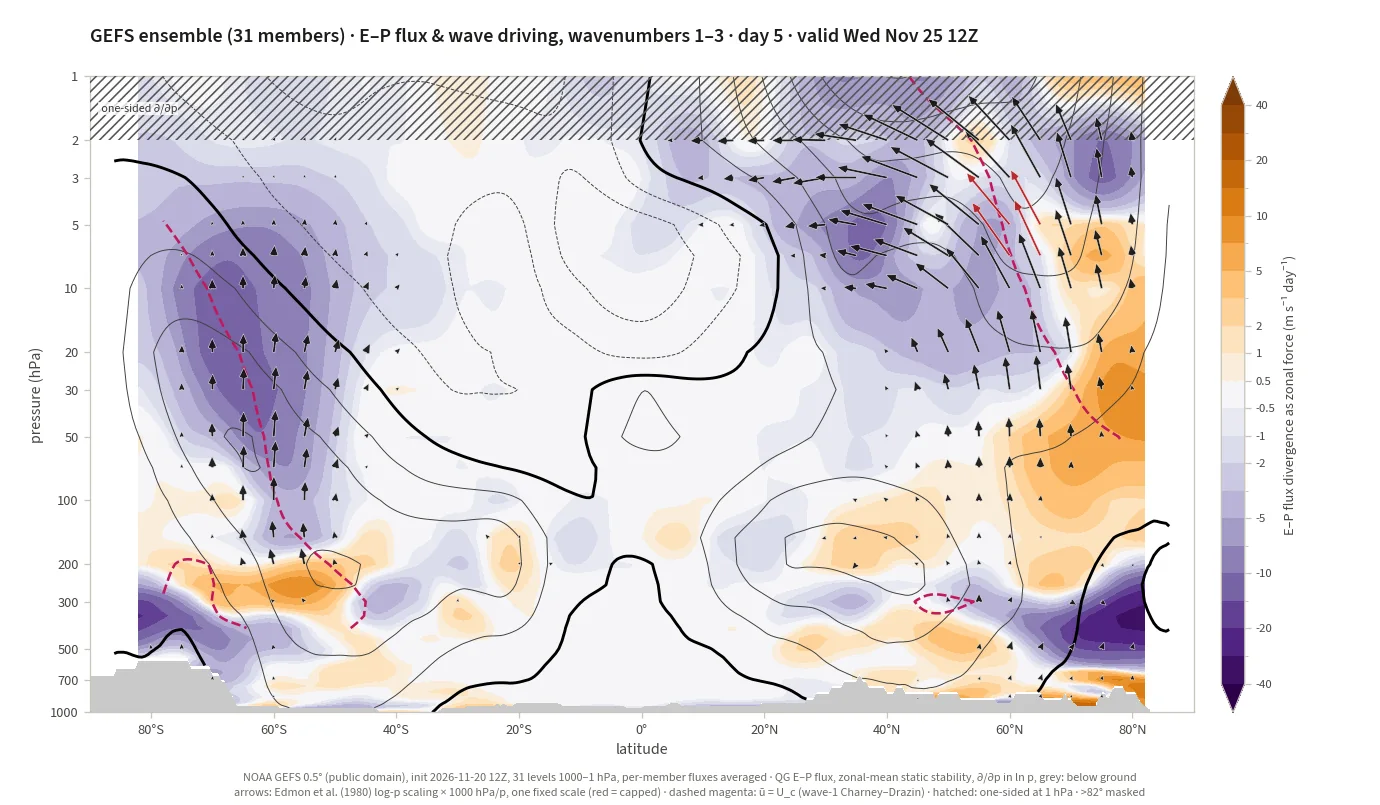 GEFS ensemble (31 members) · E–P flux & wave driving, wavenumbers 1–3 · day 5 · valid Wed Nov 25 12Z
one-sided ∂/∂p
1
2
3
5
10
20
30
50
100
200
300
500
700
1000
pressure (hPa)
80°S
60°S
40°S
20°S
0°
20°N
40°N
60°N
80°N
latitude
40
20
10
5
2
1
0.5
-0.5
-1
-2
-5
-10
-20
-40
E–P flux divergence as zonal force (m s⁻¹ day⁻¹)
NOAA GEFS 0.5° (public domain), init 2026-11-20 12Z, 31 levels 1000–1 hPa, per-member fluxes averaged · QG E–P flux, zonal-mean static stability, ∂/∂p in ln p, grey: below ground
arrows: Edmon et al. (1980) log-p scaling × 1000 hPa/p, one fixed scale (red = capped) · dashed magenta: ū = U_c (wave-1 Charney–Drazin) · hatched: one-sided at 1 hPa · >82° masked